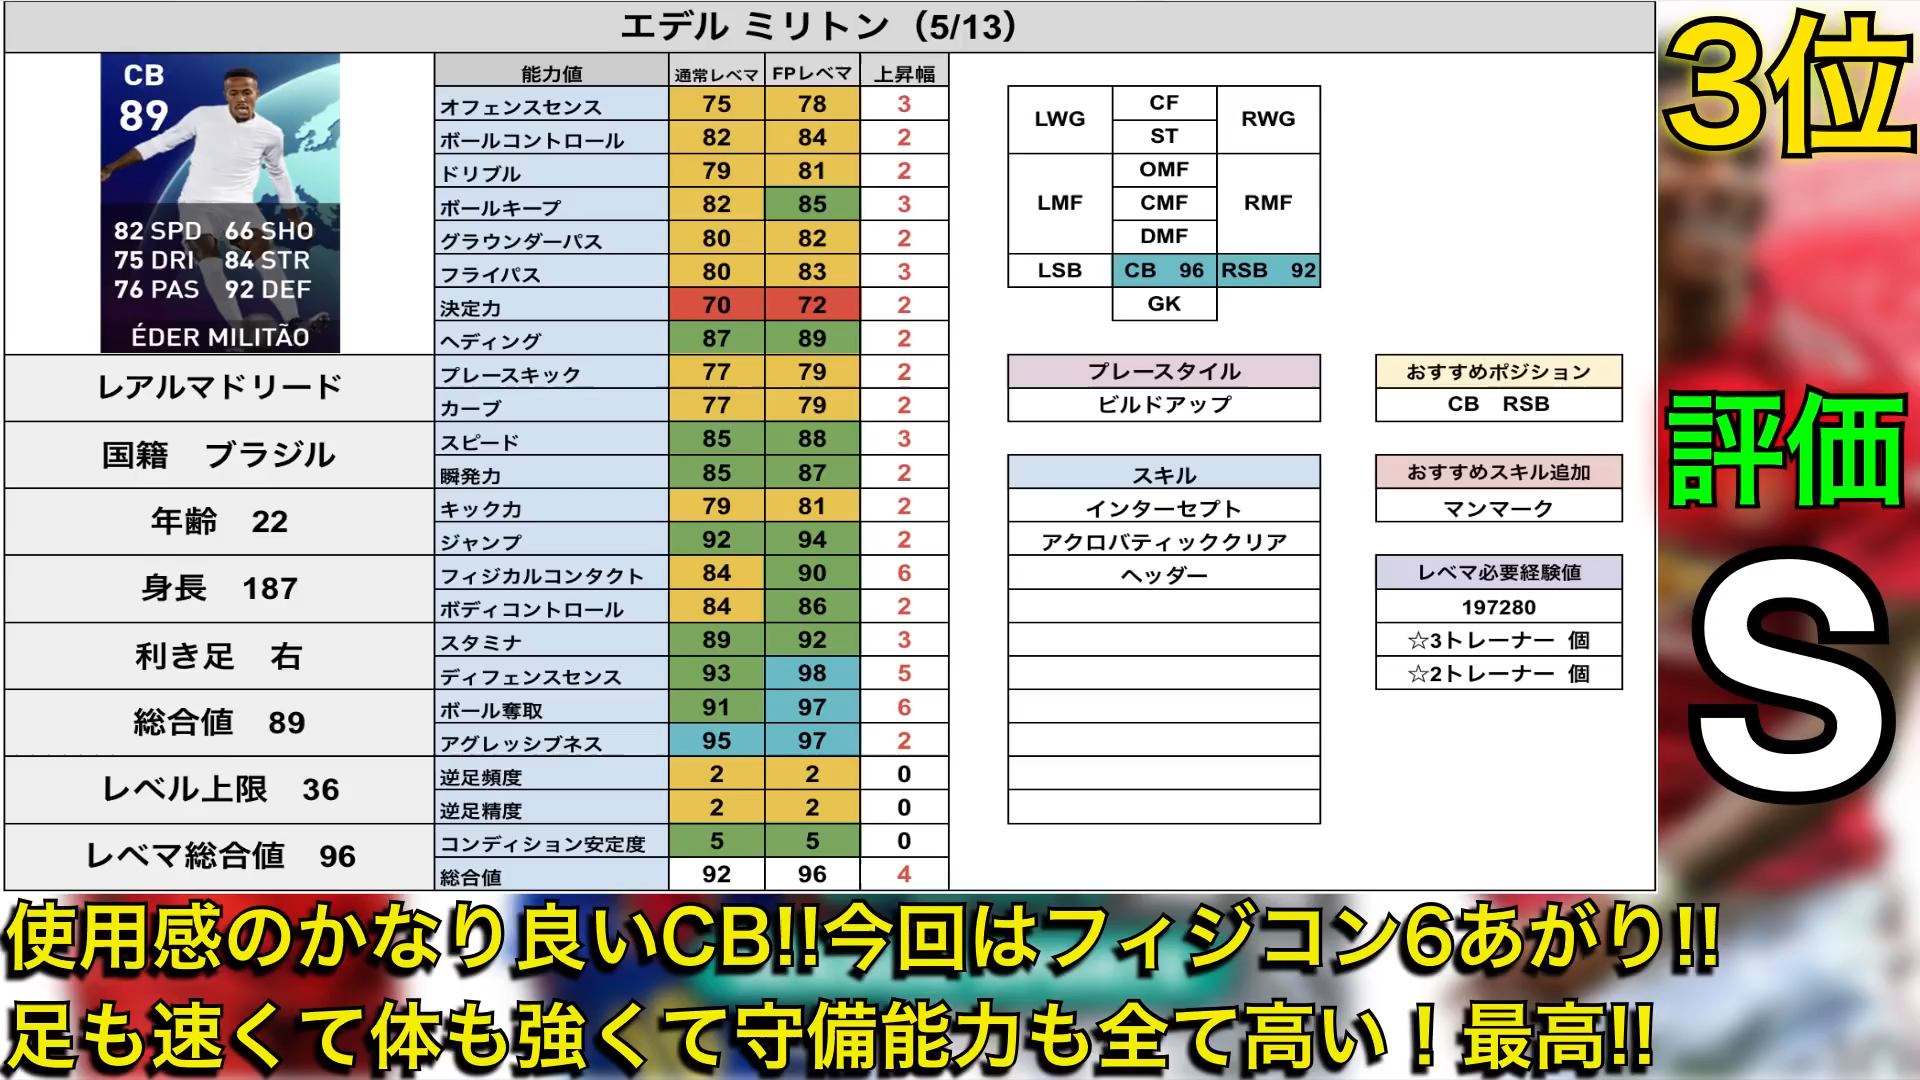 エデル ミリトン（5/13）
3位
評価
S
CB
89
82 SPD 66 SHO
75 DRI 84 STR
76 PAS 92 DEF
ÉDER MILITÃO
レアルマドリード
国籍 ブラジル
年齢 22
身長 187
利き足 右
総合値 89
レベル上限 36
レベマ総合値 96
能力値 通常レベマ FPレベマ 上昇幅
オフェンスセンス 75 78 3
ボールコントロール 82 84 2
ドリブル 79 81 2
ボールキープ 82 85 3
グラウンダーパス 80 82 2
フライパス 80 83 3
決定力 70 72 2
ヘディング 87 89 2
プレースキック 77 79 2
カーブ 77 79 2
スピード 85 88 3
瞬発力 85 87 2
キック力 79 81 2
ジャンプ 92 94 2
フィジカルコンタクト 84 90 6
ボディコントロール 84 86 2
スタミナ 89 92 3
ディフェンスセンス 93 98 5
ボール奪取 91 97 6
アグレッシブネス 95 97 2
逆足頻度 2 2 0
逆足精度 2 2 0
コンディション安定度 5 5 0
総合値 92 96 4
LWG CF RWG
ST
OMF
LMF CMF RMF
DMF
LSB CB 96 RSB 92
GK
プレースタイル
ビルドアップ
スキル
インターセプト
アクロバティッククリア
ヘッダー
おすすめポジション
CB RSB
おすすめスキル追加
マンマーク
レベマ必要経験値
197280
☆3トレーナー 個
☆2トレーナー 個
使用感のかなり良いCB!!今回はフィジコン6あがり!!
足も速くて体も強くて守備能力も全て高い！最高!!